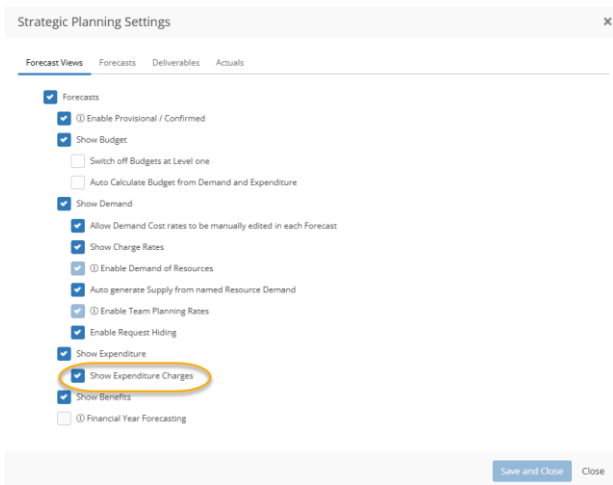 Strategic Planning Settings
Forecast Views Forecasts Deliverables Actuals
Forecasts
Enable Provisional / Confirmed
Show Budget
Switch off Budgets at Level one
Auto Calculate Budget from Demand and Expenditure
Show Demand
Allow Demand Cost rates to be manually edited in each Forecast
Show Charge Rates
Enable Demand of Resources
Auto generate Supply from named Resource Demand
Enable Team Planning Rates
Enable Request Hiding
Show Expenditure
Show Expenditure Charges
Show Benefits
Financial Year Forecasting
Save and Close Close